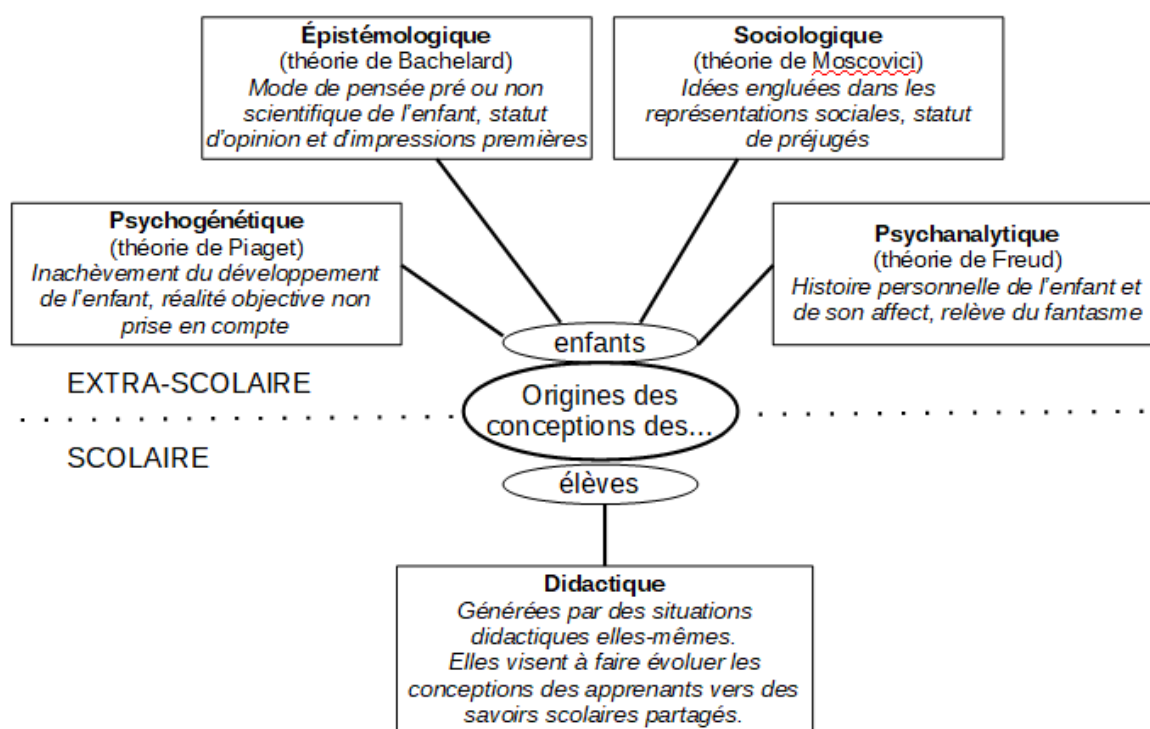 Épistémologique
(théorie de Bachelard)
Mode de pensée pré ou non
scientifique de l'enfant, statut
d'opinion et d'impressions premières
Sociologique
(théorie de Moscovici)
Idées engluées dans les
représentations sociales, statut
de préjugés
Psychogénétique
(théorie de Piaget)
Inachèvement du développement
de l'enfant, réalité objective non
prise en compte
Psychanalytique
(théorie de Freud)
Histoire personnelle de l'enfant et
de son affect, relève du fantasme
enfants
EXTRA-SCOLAIRE
Origines des
conceptions des...
SCOLAIRE
élèves
Didactique
Générées par des situations
didactiques elles-mêmes.
Elles visent à faire évoluer les
conceptions des apprenants vers des
savoirs scolaires partagés.